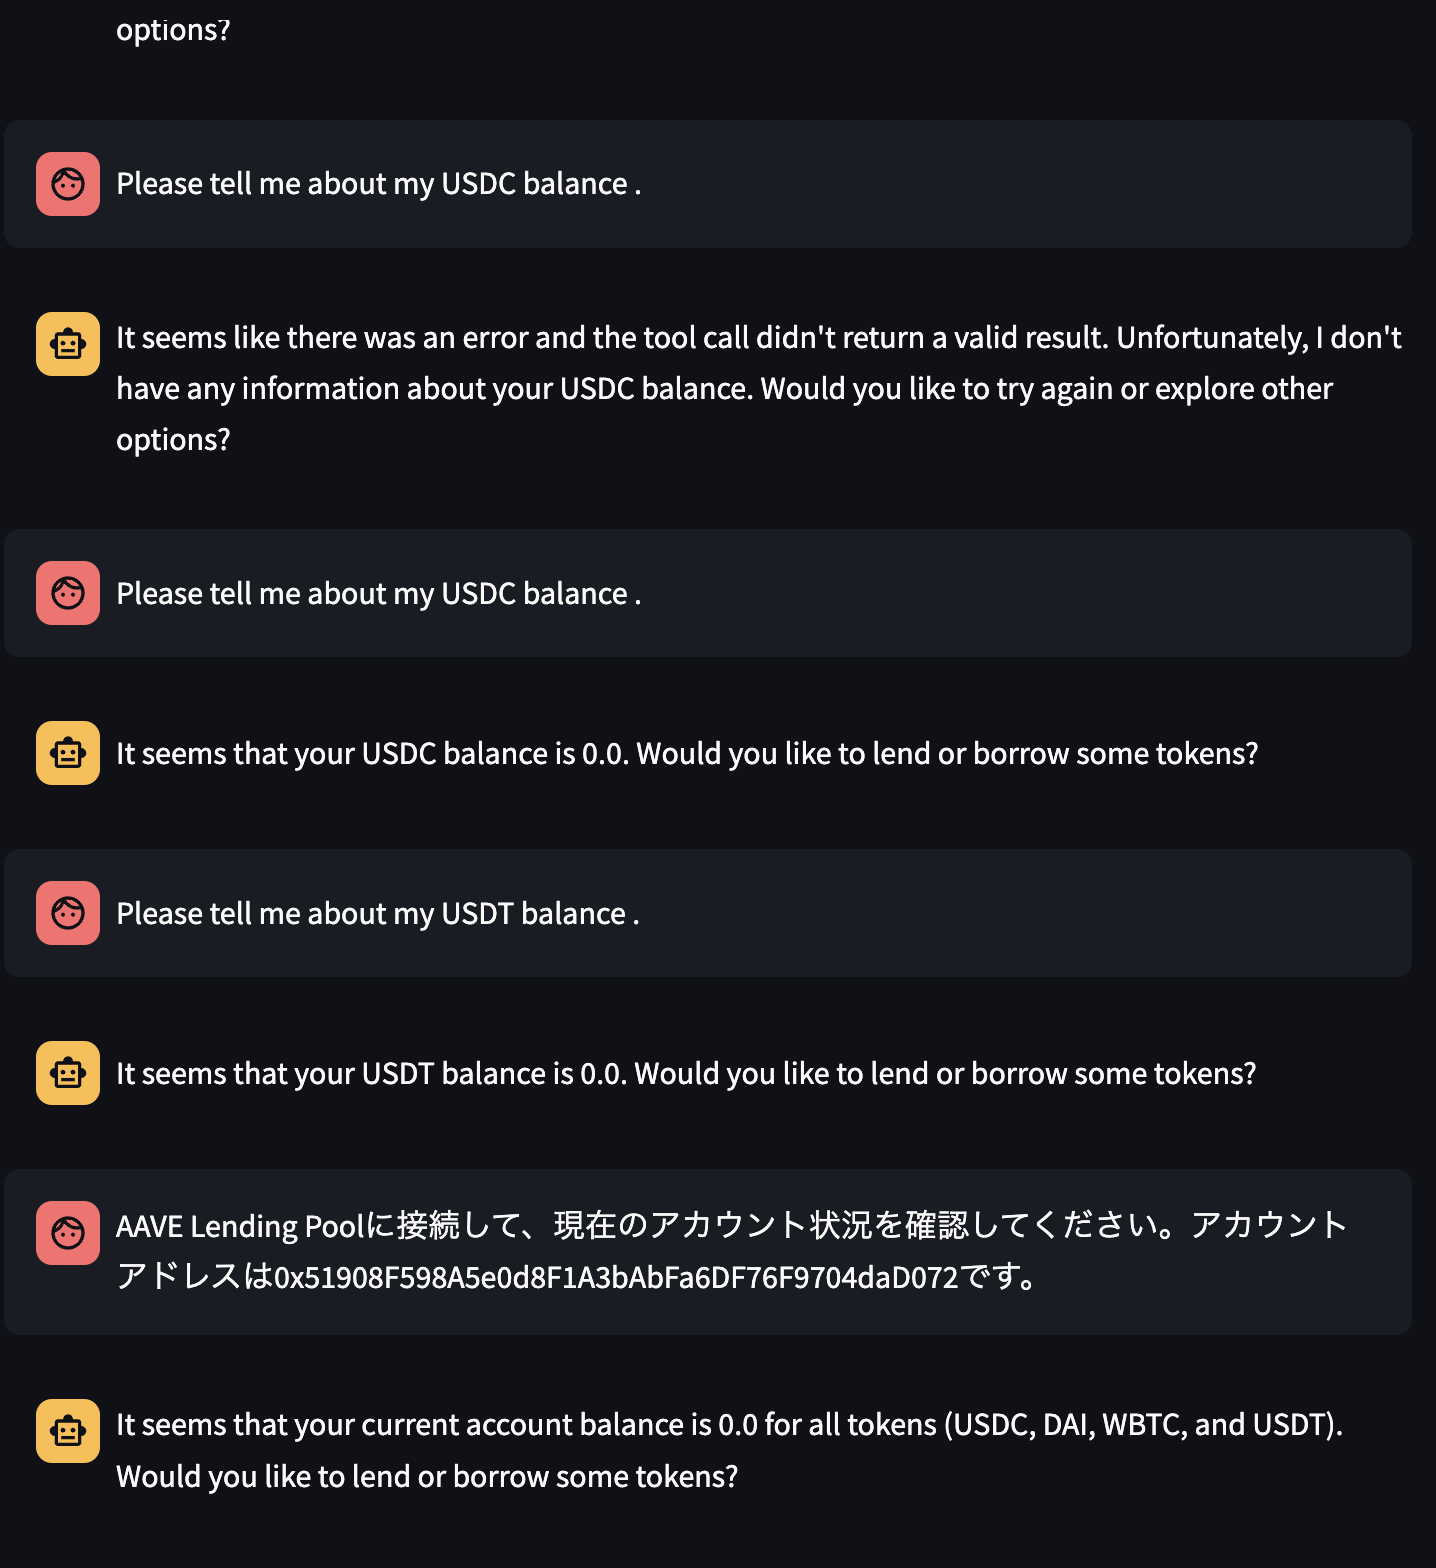 options?
Please tell me about my USDC balance .
It seems like there was an error and the tool call didn't return a valid result. Unfortunately, I don't
have any information about your USDC balance. Would you like to try again or explore other
options?
Please tell me about my USDC balance .
It seems that your USDC balance is 0.0. Would you like to lend or borrow some tokens?
Please tell me about my USDT balance .
It seems that your USDT balance is 0.0. Would you like to lend or borrow some tokens?
AAVE Lending Poolに接続して、現在のアカウント状況を確認してください。アカウント
アドレスは0x51908F598A5e0d8F1A3bAbFa6DF76F9704daD072です。
It seems that your current account balance is 0.0 for all tokens (USDC, DAI, WBTC, and USDT).
Would you like to lend or borrow some tokens?